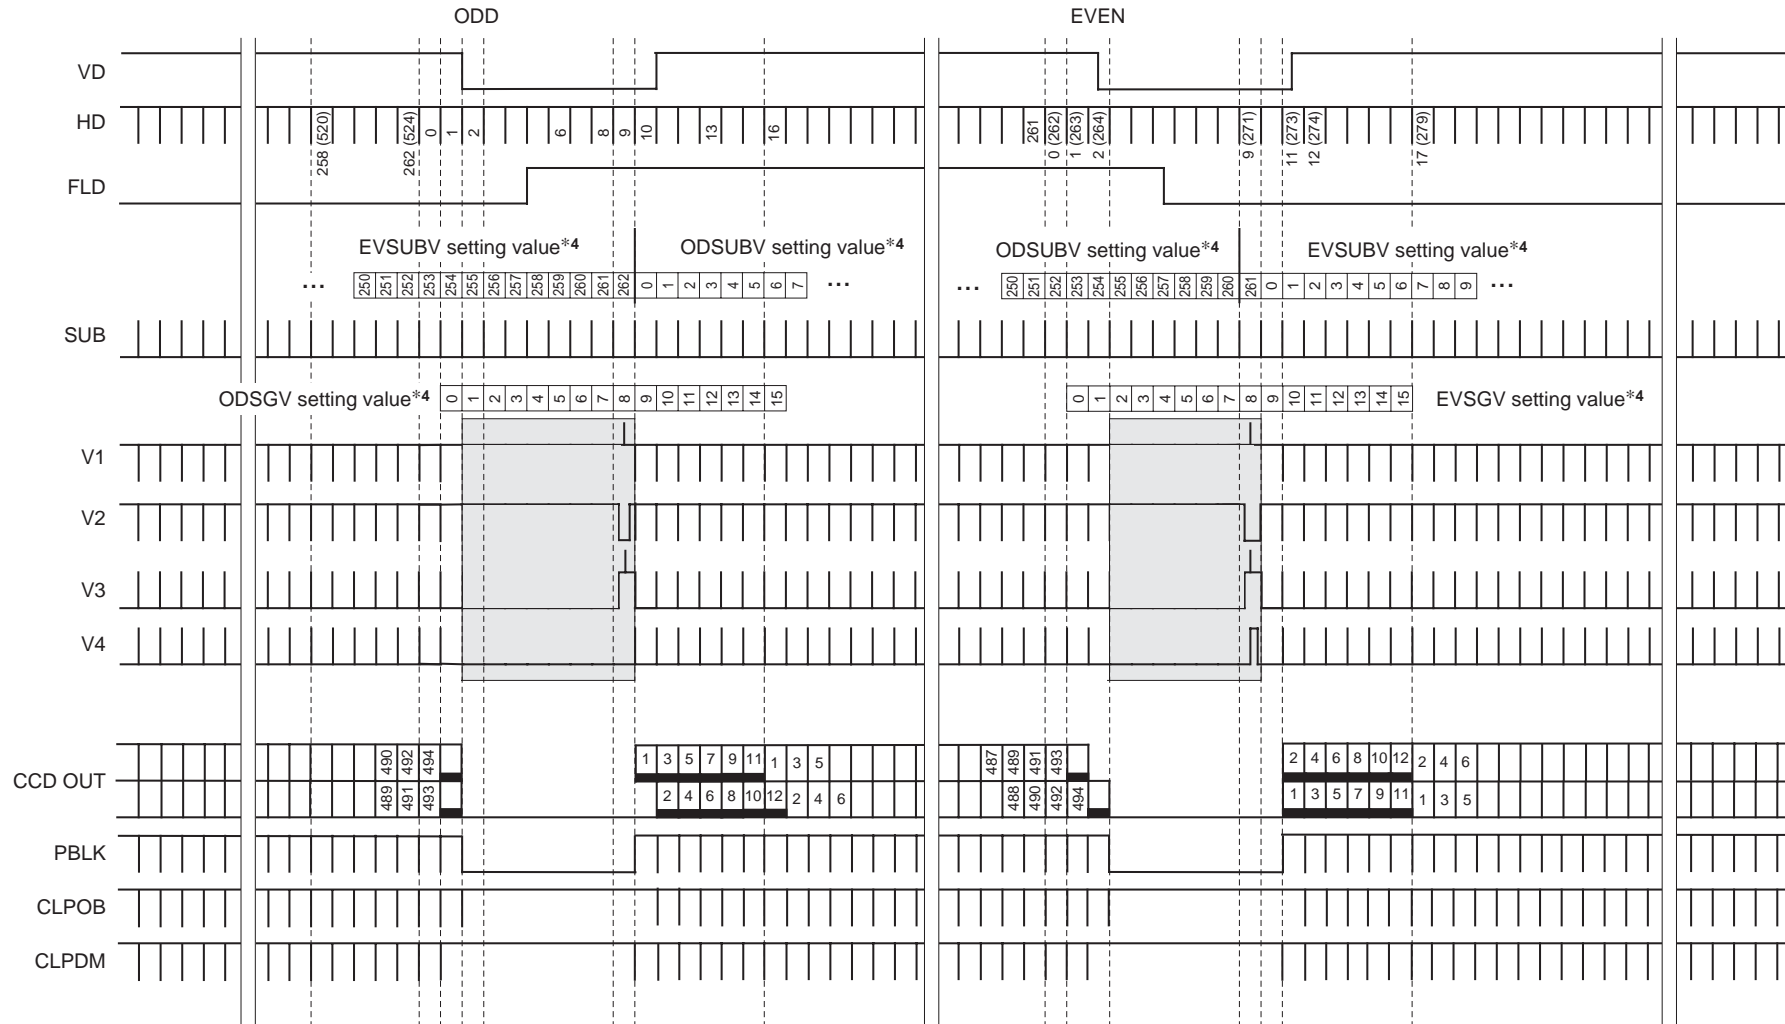 ODD EVEN
VD
HD
258 (520) 262 (524) 0 1 2 6 8 9 10 13 16 261 0 (262) 1 (263) 2 (264) 9 (271) 11 (273) 12 (274) 17 (279)
FLD
EVSUBV setting value*4 ODSUBV setting value*4 ODSUBV setting value*4 EVSUBV setting value*4
... 250 251 252 253 254 255 256 257 258 259 260 261 262 0 1 2 3 4 5 6 7 ... ... 250 251 252 253 254 255 256 257 258 259 260 261 0 1 2 3 4 5 6 7 8 9 ...
SUB
ODSGV setting value*4 0 1 2 3 4 5 6 7 8 9 10 11 12 13 14 15 0 1 2 3 4 5 6 7 8 9 10 11 12 13 14 15 EVSGV setting value*4
V1
V2
V3
V4
490 492 494 1 3 5 7 9 11 1 3 5 487 489 491 493 2 4 6 8 10 12 2 4 6
CCD OUT
489 491 493 2 4 6 8 10 12 2 4 6 488 490 492 494 1 3 5 7 9 11 1 3 5
PBLK
CLPOB
CLPDM